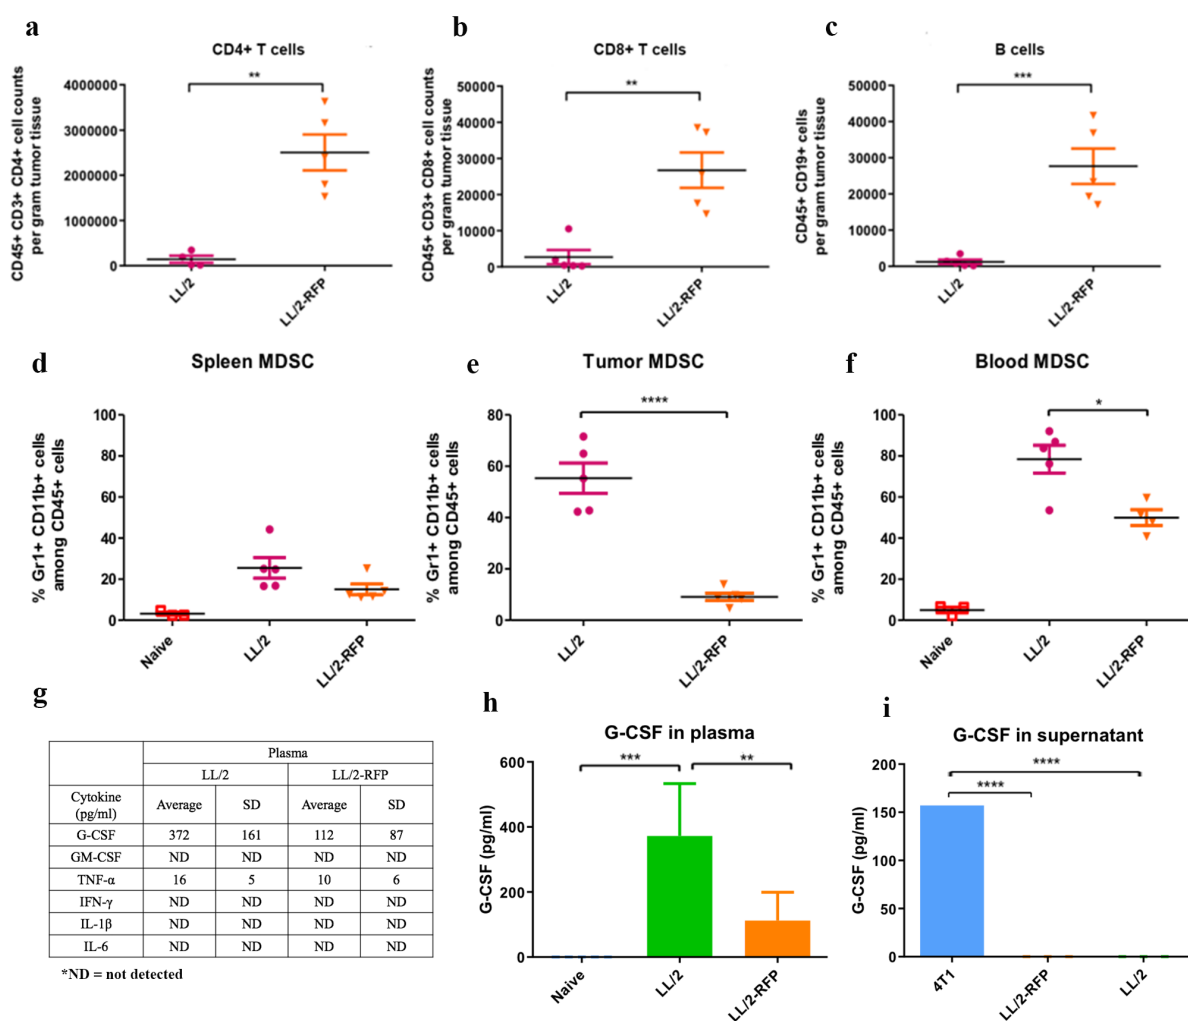 a
CD4+ T cells
**
CD45+ CD3+ CD4+ cell counts
per gram tumor tissue
4000000
3000000
2000000
1000000
0
LL/2
LL/2-RFP
b
CD8+ T cells
**
CD45+ CD3+ CD8+ cell counts
per gram tumor tissue
50000
40000
30000
20000
10000
0
LL/2
LL/2-RFP
c
B cells
***
CD45+ CD19+ cells
per gram tumor tissue
50000
40000
30000
20000
10000
0
LL/2
LL/2-RFP
d
Spleen MDSC
% Gr1+ CD11b+ cells
among CD45+ cells
100
80
60
40
20
0
Naive
LL/2
LL/2-RFP
e
Tumor MDSC
****
% Gr1+ CD11b+ cells
among CD45+ cells
80
60
40
20
0
LL/2
LL/2-RFP
f
Blood MDSC
*
% Gr1+ CD11b+ cells
among CD45+ cells
100
80
60
40
20
0
Naive
LL/2
LL/2-RFP
g
Plasma
LL/2 LL/2-RFP
Cytokine
(pg/ml) Average SD Average SD
G-CSF 372 161 112 87
GM-CSF ND ND ND ND
TNF-α 16 5 10 6
IFN-γ ND ND ND ND
IL-1β ND ND ND ND
IL-6 ND ND ND ND
*ND = not detected
h
G-CSF in plasma
*** **
G-CSF (pg/ml)
600
400
200
0
Naive
LL/2
LL/2-RFP
i
G-CSF in supernatant
****
****
G-CSF (pg/ml)
200
150
100
50
0
4T1
LL/2-RFP
LL/2